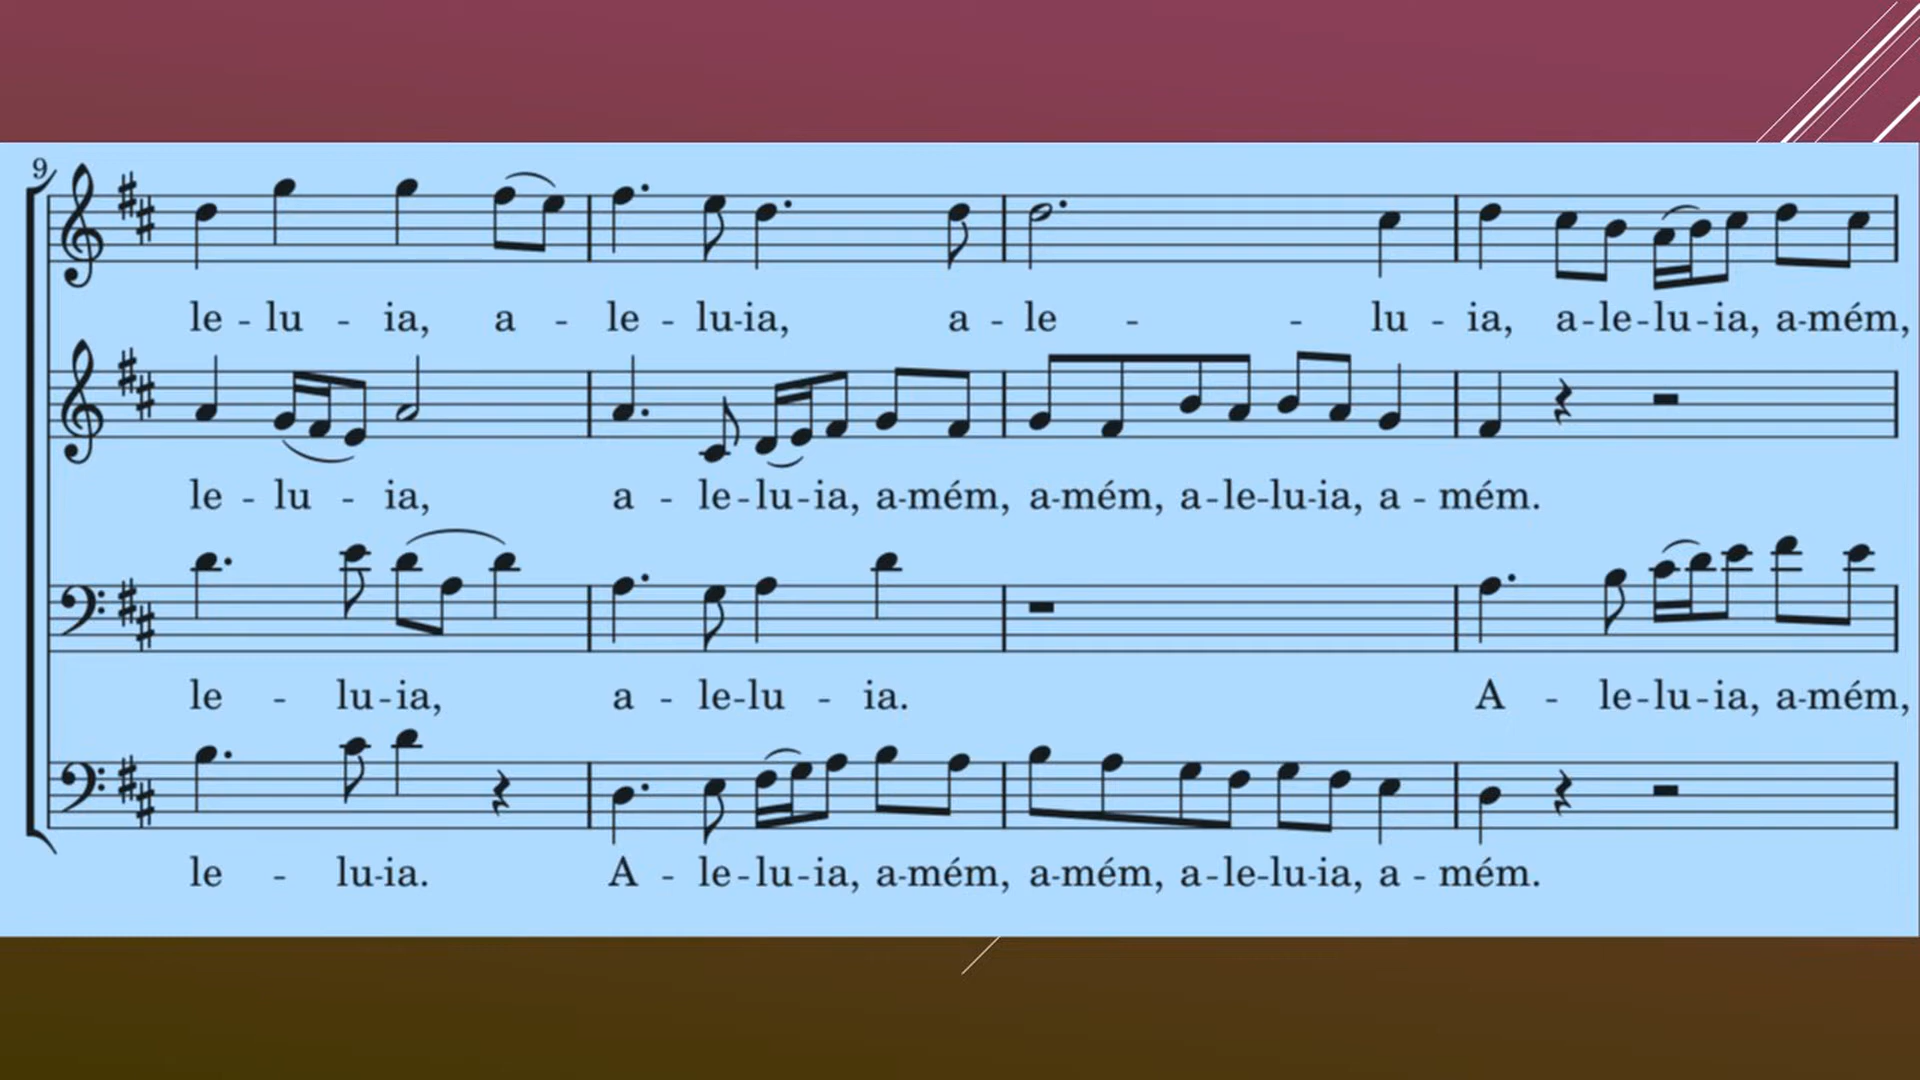 9
le - lu - ia, a - le - lu-ia, a - le - - lu - ia, a-le-lu-ia, a-mém,
le - lu - ia, a - le-lu-ia, a-mém, a-mém, a-le-lu-ia, a - mém.
le - lu-ia, a - le-lu - ia. A - le-lu-ia, a-mém,
le - lu-ia. A - le-lu-ia, a-mém, a-mém, a-le-lu-ia, a - mém.